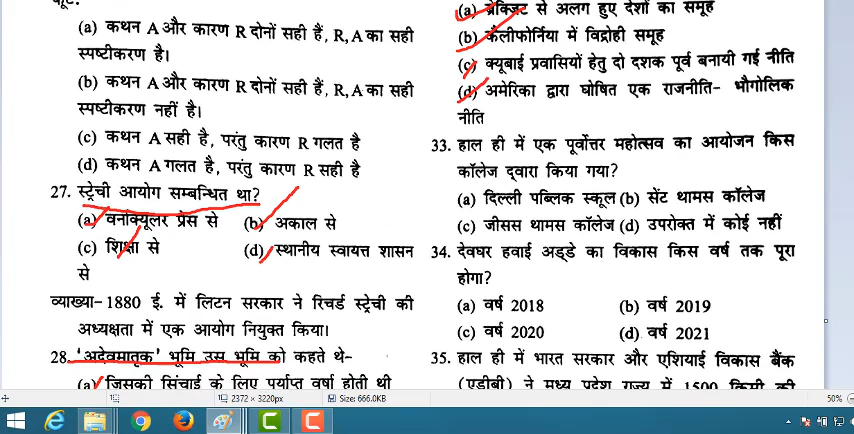 (a) कथन A और कारण R दोनों सही हैं, R, A का सही
स्पष्टीकरण है।
(b) कथन A और कारण R दोनों सही हैं, R, A का सही
स्पष्टीकरण नहीं है।
(c) कथन A सही है, परंतु कारण R गलत है
(d) कथन A गलत है, परंतु कारण R सही है
27. स्ट्रेची आयोग सम्बन्धित था?
(a) वर्नाक्यूलर प्रेस से (b) अकाल से
(c) शिक्षा से (d) स्थानीय स्वायत्त शासन
से
व्याख्या- 1880 ई. में लिटन सरकार ने रिचर्ड स्ट्रेची की
अध्यक्षता में एक आयोग नियुक्त किया।
28. 'अदेवमातृक' भूमि उस भूमि को कहते थे-
(a) जिसकी सिंचाई के लिए पर्याप्त वर्षा होती थी
(a) ब्रेक्जिट से अलग हुए देशों का समूह
(b) कैलीफोर्निया में विद्रोही समूह
(c) क्यूबाई प्रवासियों हेतु दो दशक पूर्व बनायी गई नीति
(d) अमेरिका द्वारा घोषित एक राजनीति- भौगोलिक
नीति
33. हाल ही में एक पूर्वोत्तर महोत्सव का आयोजन किस
कॉलेज द्वारा किया गया?
(a) दिल्ली पब्लिक स्कूल (b) सेंट थामस कॉलेज
(c) जीसस थामस कॉलेज (d) उपरोक्त में कोई नहीं
34. देवघर हवाई अड्डे का विकास किस वर्ष तक पूरा
होगा?
(a) वर्ष 2018 (b) वर्ष 2019
(c) वर्ष 2020 (d) वर्ष 2021
35. हाल ही में भारत सरकार और एशियाई विकास बैंक
(एडीबी) ने मध्य प्रदेश राज्य में 1500 किमी की
2372 × 3220px Size: 666.0KB 50%